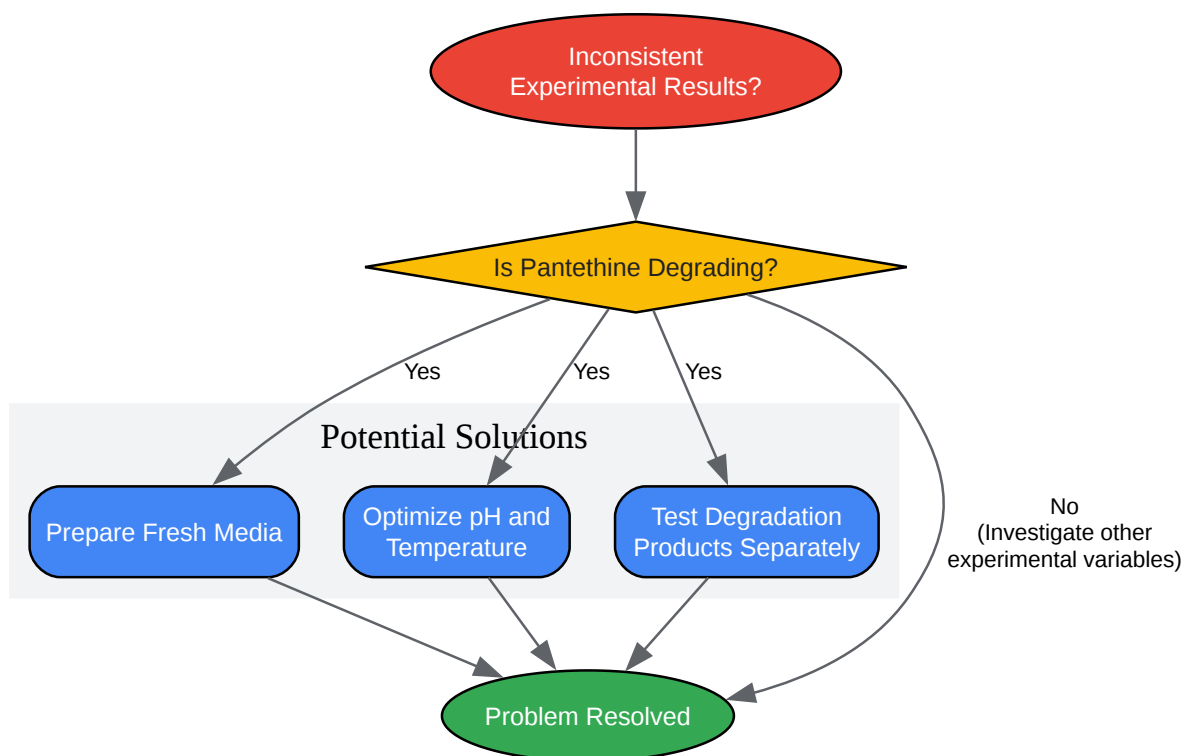 Inconsistent
Experimental Results?
Is Pantethine Degrading?
Yes
Yes
Yes
Potential Solutions
Prepare Fresh Media
Optimize pH and
Temperature
Test Degradation
Products Separately
No
(Investigate other
experimental variables)
Problem Resolved